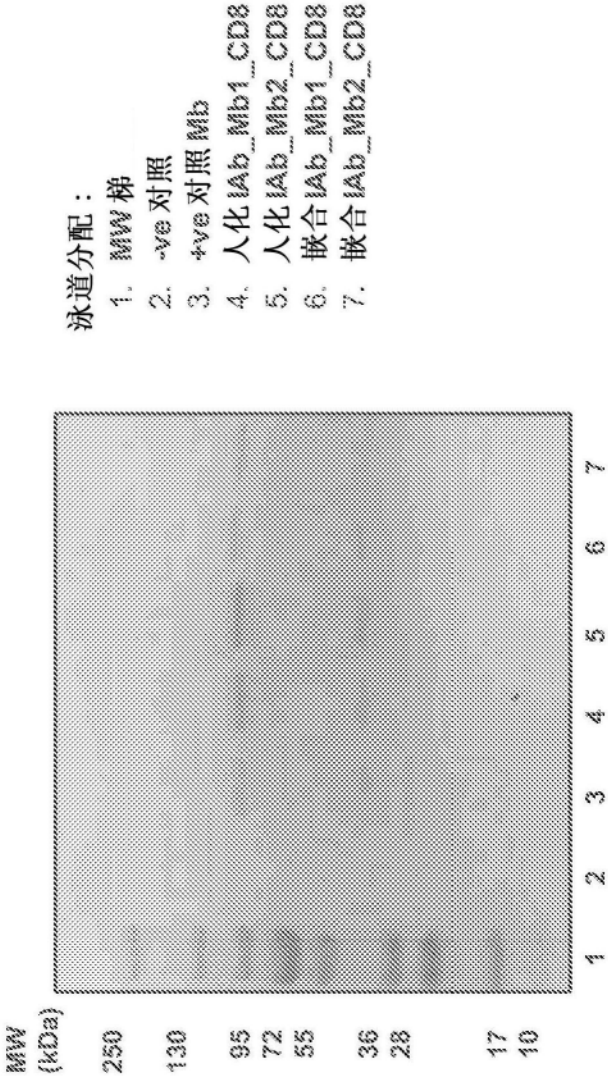 MW
(kDa)
250
130
95
72
55
36
28
17
10
1 2 3 4 5 6 7
泳道分配：
1. MW 梯
2. -ve 对照
3. +ve 对照 Mb
4. 人化 IAb_Mb1_CD8
5. 人化 IAb_Mb2_CD8
6. 嵌合 IAb_Mb1_CD8
7. 嵌合 IAb_Mb2_CD8